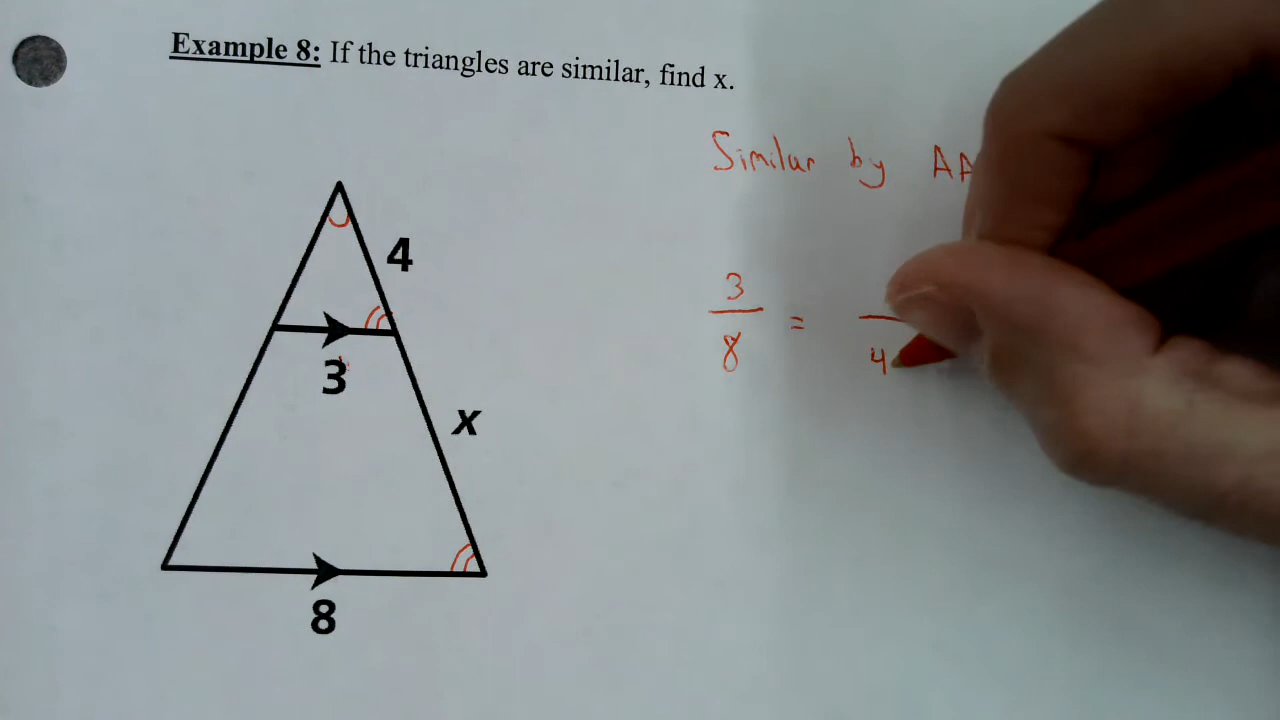 Example 8: If the triangles are similar, find x.
Similar by AA
4
3
x
8
3
8
=
4